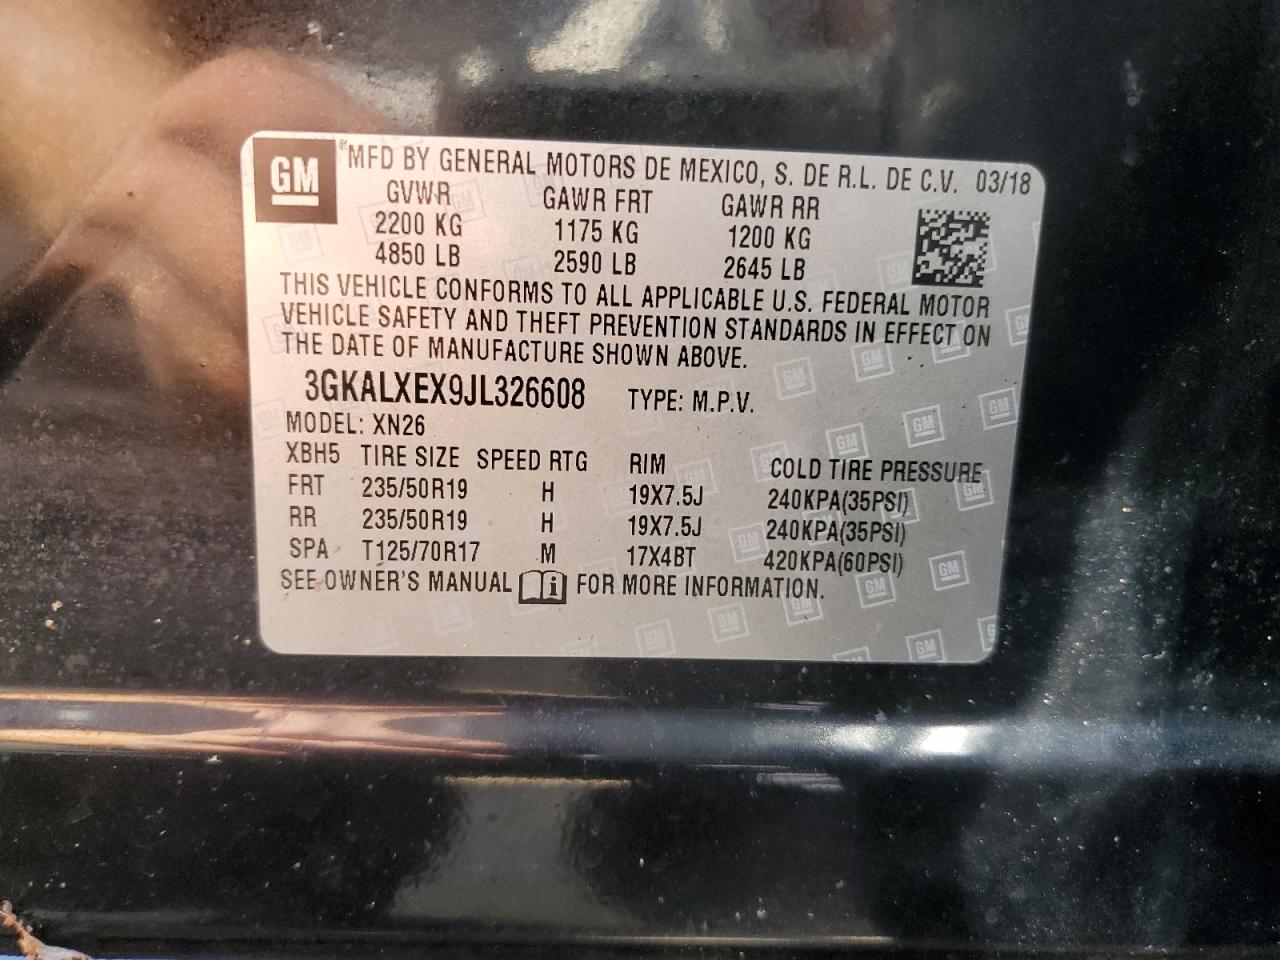 GM ® MFD BY GENERAL MOTORS DE MEXICO, S. DE R.L. DE C.V. 03/18
GVWR GAWR FRT GAWR RR
2200 KG 1175 KG 1200 KG
4850 LB 2590 LB 2645 LB
THIS VEHICLE CONFORMS TO ALL APPLICABLE U.S. FEDERAL MOTOR
VEHICLE SAFETY AND THEFT PREVENTION STANDARDS IN EFFECT ON
THE DATE OF MANUFACTURE SHOWN ABOVE.
3GKALXEX9JL326608 TYPE: M.P.V.
MODEL: XN26
XBH5 TIRE SIZE SPEED RTG RIM COLD TIRE PRESSURE
FRT 235/50R19 H 19X7.5J 240KPA(35PSI)
RR 235/50R19 H 19X7.5J 240KPA(35PSI)
SPA T125/70R17 M 17X4BT 420KPA(60PSI)
SEE OWNER'S MANUAL i FOR MORE INFORMATION.